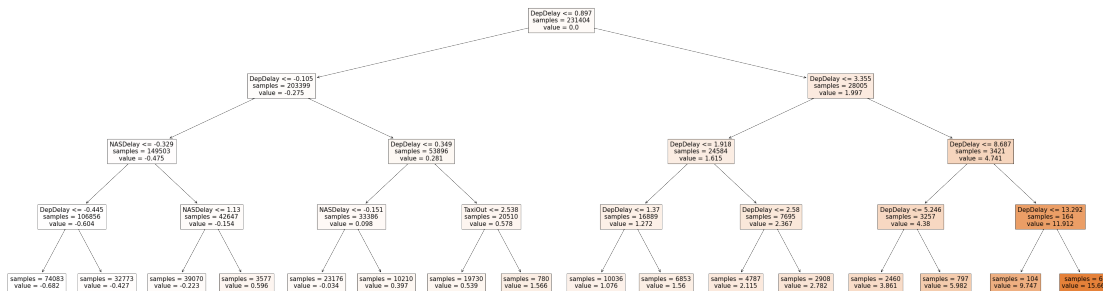 DepDelay <= 0.897
samples = 231404
value = 0.0
DepDelay <= -0.105
samples = 203399
value = -0.275
DepDelay <= 3.355
samples = 28005
value = 1.997
NASDelay <= -0.329
samples = 149503
value = -0.475
DepDelay <= 0.349
samples = 53896
value = 0.281
DepDelay <= 1.918
samples = 24584
value = 1.615
DepDelay <= 8.687
samples = 3421
value = 4.741
DepDelay <= -0.445
samples = 106856
value = -0.604
NASDelay <= 1.13
samples = 42647
value = -0.154
NASDelay <= -0.151
samples = 33386
value = 0.098
TaxiOut <= 2.538
samples = 20510
value = 0.578
DepDelay <= 1.37
samples = 16889
value = 1.272
DepDelay <= 2.58
samples = 7695
value = 2.367
DepDelay <= 5.246
samples = 3257
value = 4.38
DepDelay <= 13.292
samples = 164
value = 11.912
samples = 74083
value = -0.682
samples = 32773
value = -0.427
samples = 39070
value = -0.223
samples = 3577
value = 0.596
samples = 23176
value = -0.034
samples = 10210
value = 0.397
samples = 19730
value = 0.539
samples = 780
value = 1.566
samples = 10036
value = 1.076
samples = 6853
value = 1.56
samples = 4787
value = 2.115
samples = 2908
value = 2.782
samples = 2460
value = 3.861
samples = 797
value = 5.982
samples = 104
value = 9.747
samples =
value =